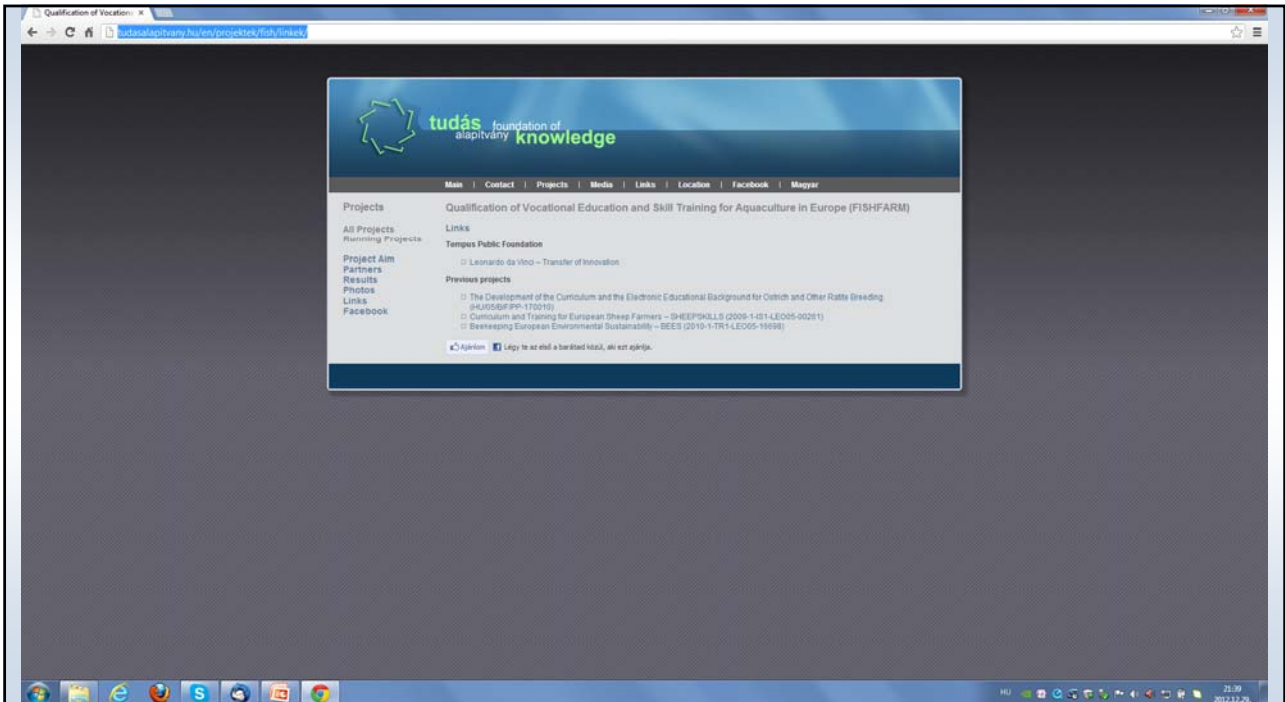 Qualification of Vocation
tudasalapitvany.hu/en/projektek/fish/linkek/
tudás foundation of
alapítvány knowledge
Main | Contact | Projects | Media | Links | Location | Facebook | Magyar
Projects
All Projects
Running Projects
Project Aim
Partners
Results
Photos
Links
Facebook
Qualification of Vocational Education and Skill Training for Aquaculture in Europe (FISHFARM)
Links
Tempus Public Foundation
Leonardo da Vinci – Transfer of Innovation
Previous projects
The Development of the Curriculum and the Electronic Educational Background for Ostrich and Other Ratite Breeding
(HU/05/B/F/PP-170010)
Curriculum and Training for European Sheep Farmers – SHEEPSKILLS (2009-1-IS1-LEO05-00261)
Beekeeping European Environmental Sustainability – BEES (2010-1-TR1-LEO05-16698)
Ajánlom Légy te az első a barátaid közül, aki ezt ajánlja.
HU
21:39
2012.12.29.